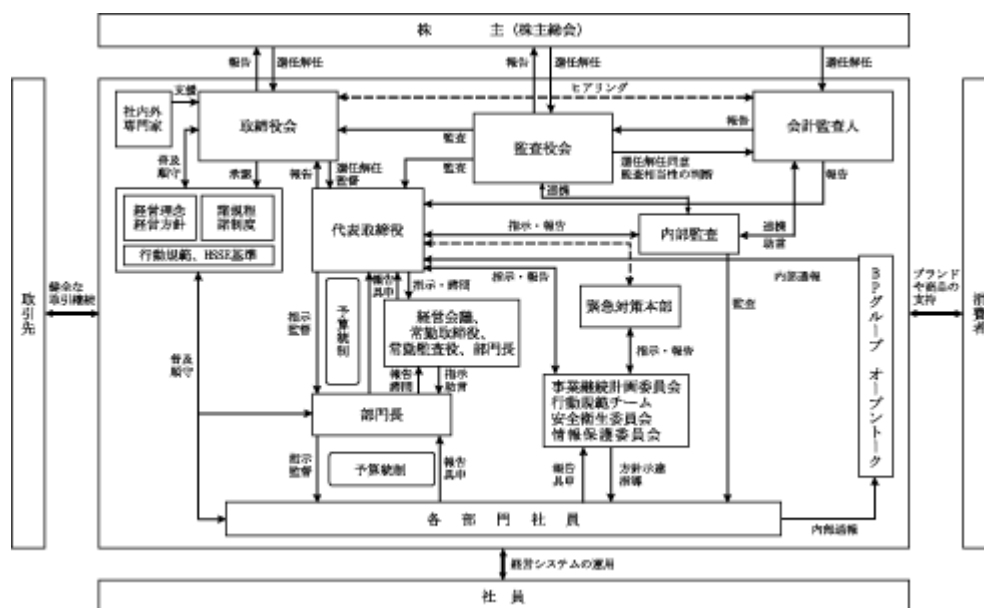 株 主 (株主総会)
報告
選任解任
報告
選任解任
選任解任
支援
ヒアリング
社内外
専門家
取締役会
監査役会
会計監査人
監査
監査
報告
選任解任同意
監査相当性の判断
報告
普及
順守
承認
報告
選任解任
監督
連携
連携
助言
経営理念
経営方針
諸規程
諸制度
行動規範、HSSE基準
代表取締役
指示・報告
内部監査
内部通報
監査
指示・報告
報告
具申
指示・諮問
指示
監督
予算統制
経営会議、
常勤取締役、
常勤監査役、部門長
緊急対策本部
指示・報告
報告
諮問
指示
助言
事業継続計画委員会
行動規範チーム
安全衛生委員会
情報保護委員会
普及
順守
部門長
指示
監督
予算統制
報告
具申
報告
具申
方針示達
指導
各部門社員
内部通報
BPグループ オープントーク
取引先
健全な
取引継続
ブランド
や商品の
支持
消費者
経営システムの運用
社 員